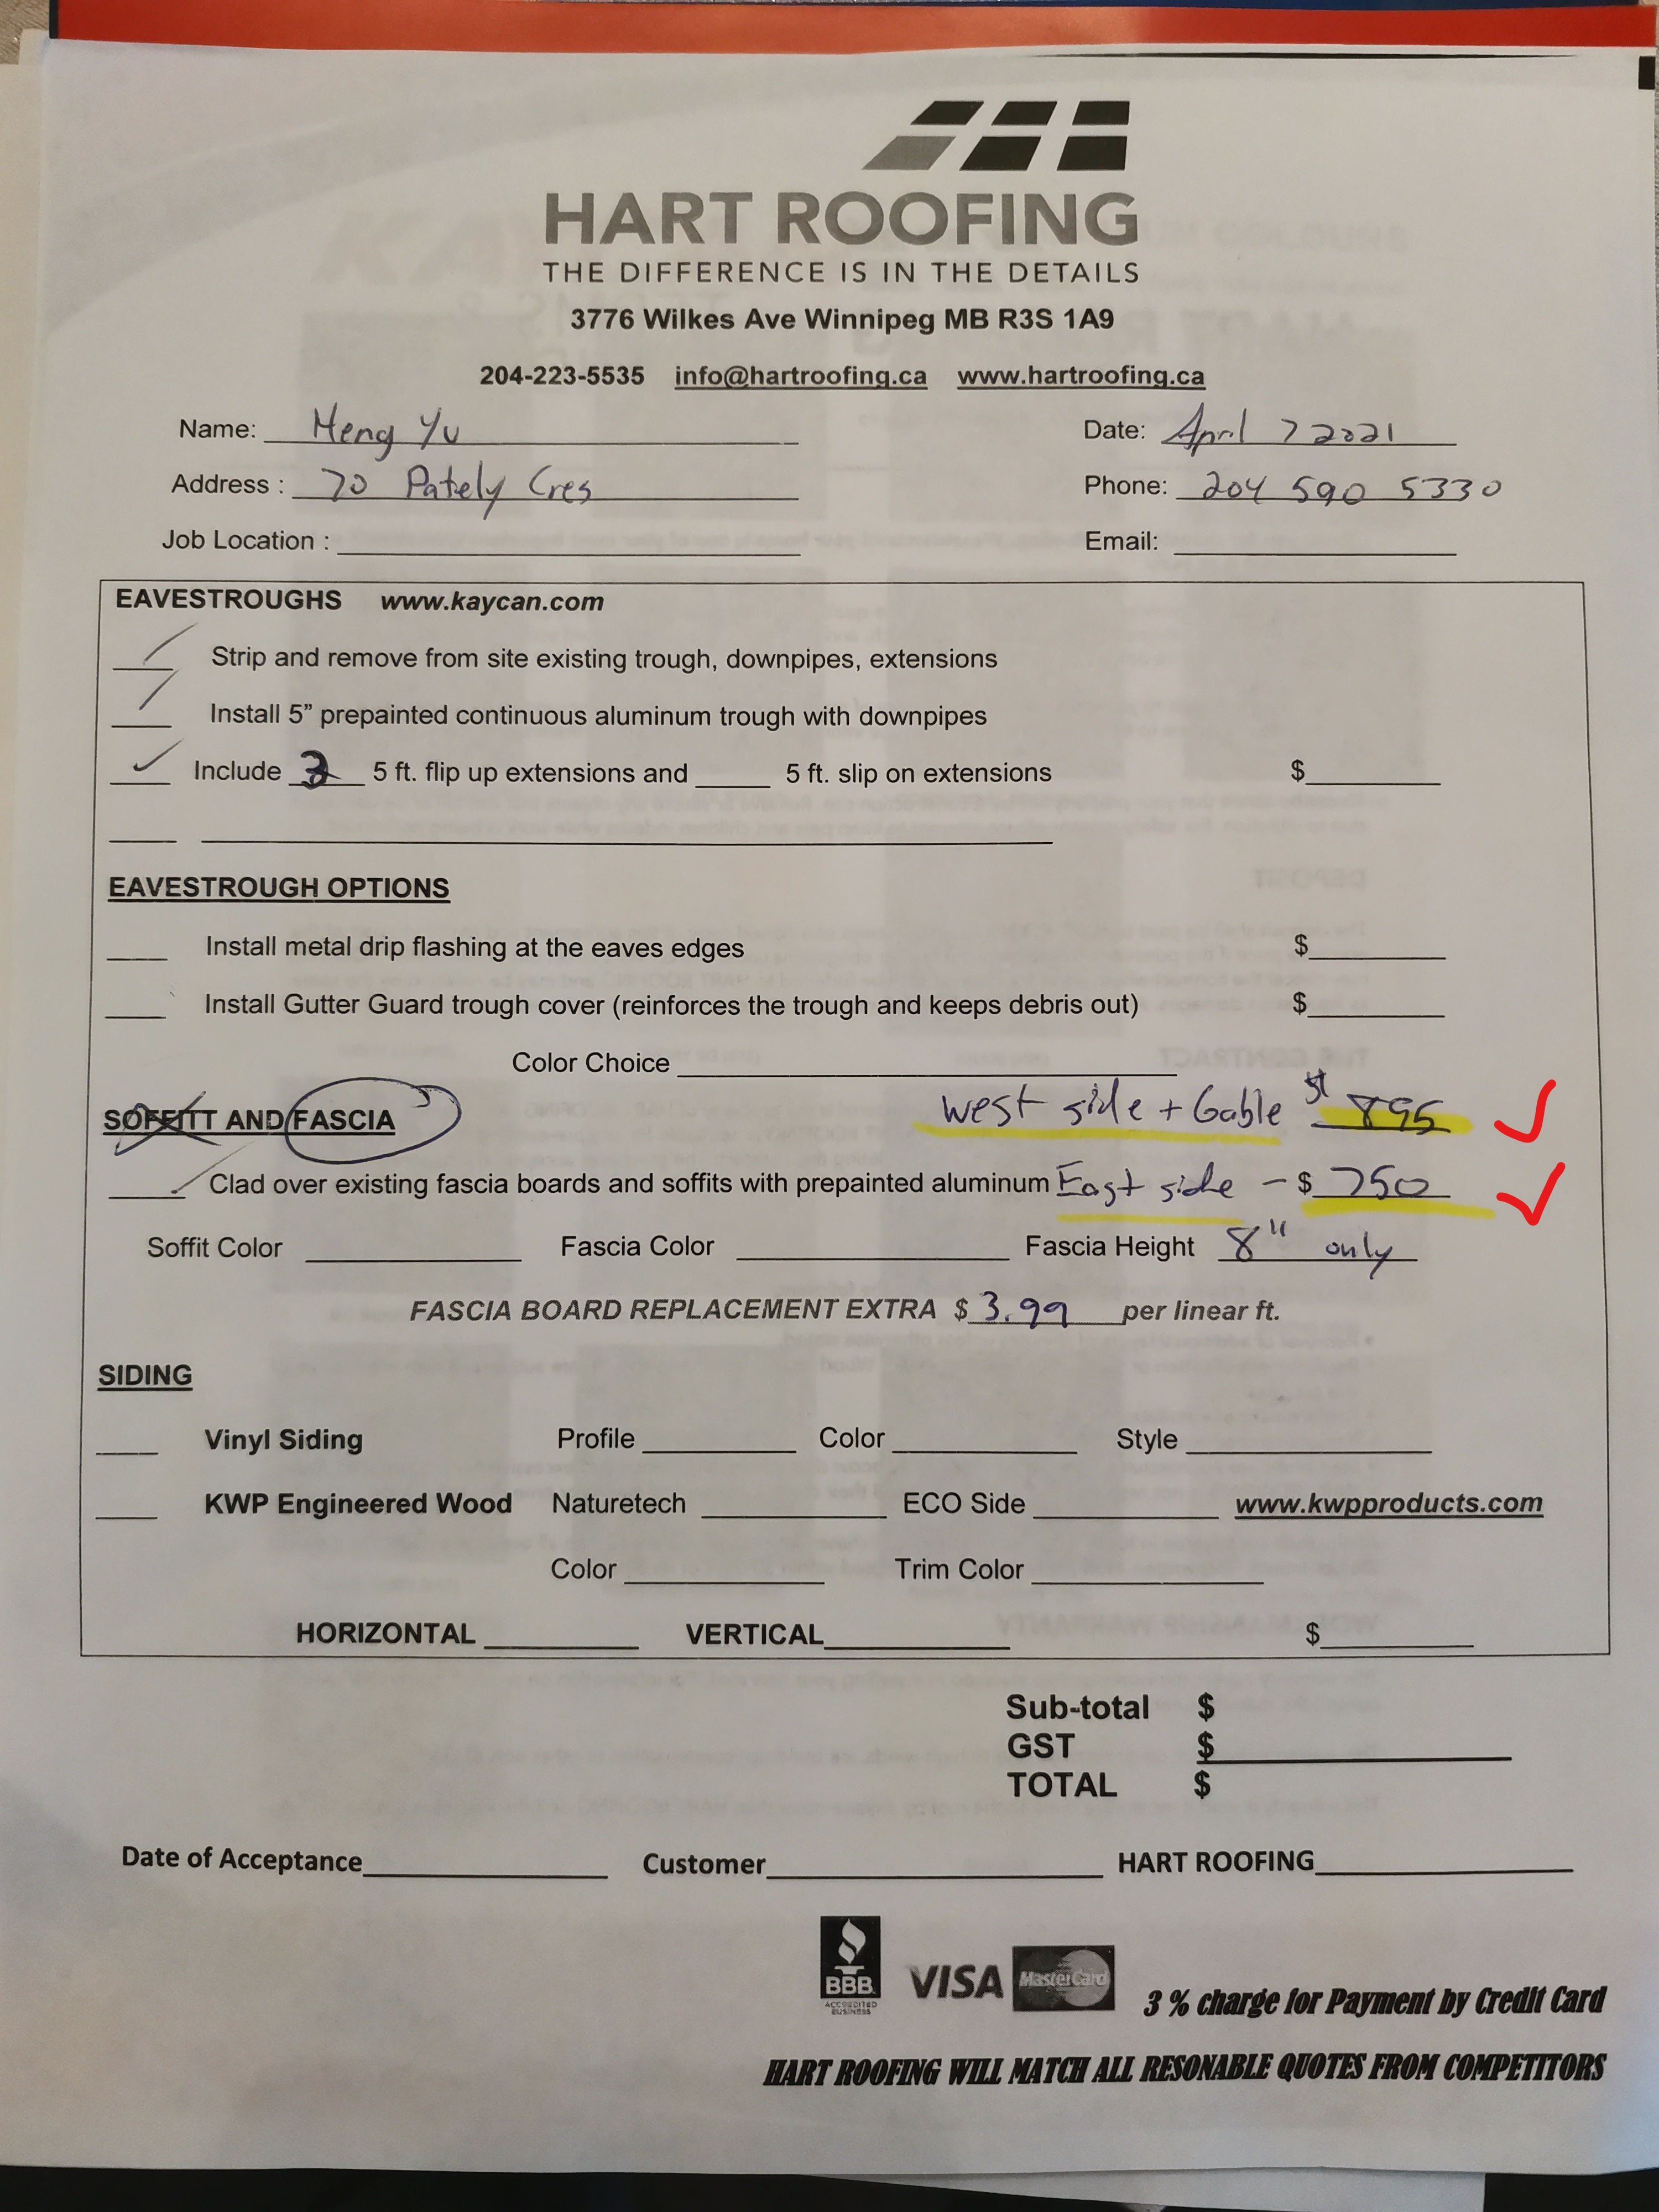 HART ROOFING
THE DIFFERENCE IS IN THE DETAILS
3776 Wilkes Ave Winnipeg MB R3S 1A9
204-223-5535 info@hartroofing.ca www.hartroofing.ca
Name: Heng Yu Date: April 7 2021
Address : 70 Pately Cres Phone: 204 590 5330
Job Location : Email:
EAVESTROUGHS www.kaycan.com
Strip and remove from site existing trough, downpipes, extensions
Install 5” prepainted continuous aluminum trough with downpipes
Include 5 ft. flip up extensions and 5 ft. slip on extensions $
EAVESTROUGH OPTIONS
Install metal drip flashing at the eaves edges $
Install Gutter Guard trough cover (reinforces the trough and keeps debris out) $
Color Choice
SOFFITT AND FASCIA west side + Gable $ 895
Clad over existing fascia boards and soffits with prepainted aluminum East side - $ 750
Soffit Color Fascia Color Fascia Height 8" only
FASCIA BOARD REPLACEMENT EXTRA $ 3.99 per linear ft.
SIDING
Vinyl Siding Profile Color Style
KWP Engineered Wood Naturetech ECO Side www.kwpproducts.com
Color Trim Color
HORIZONTAL VERTICAL $
Sub-total $
GST $
TOTAL $
Date of Acceptance Customer HART ROOFING
BBB VISA MasterCard 3 % charge for Payment by Credit Card
ACCREDITED
BUSINESS
HART ROOFING WILL MATCH ALL RESONABLE QUOTES FROM COMPETITORS